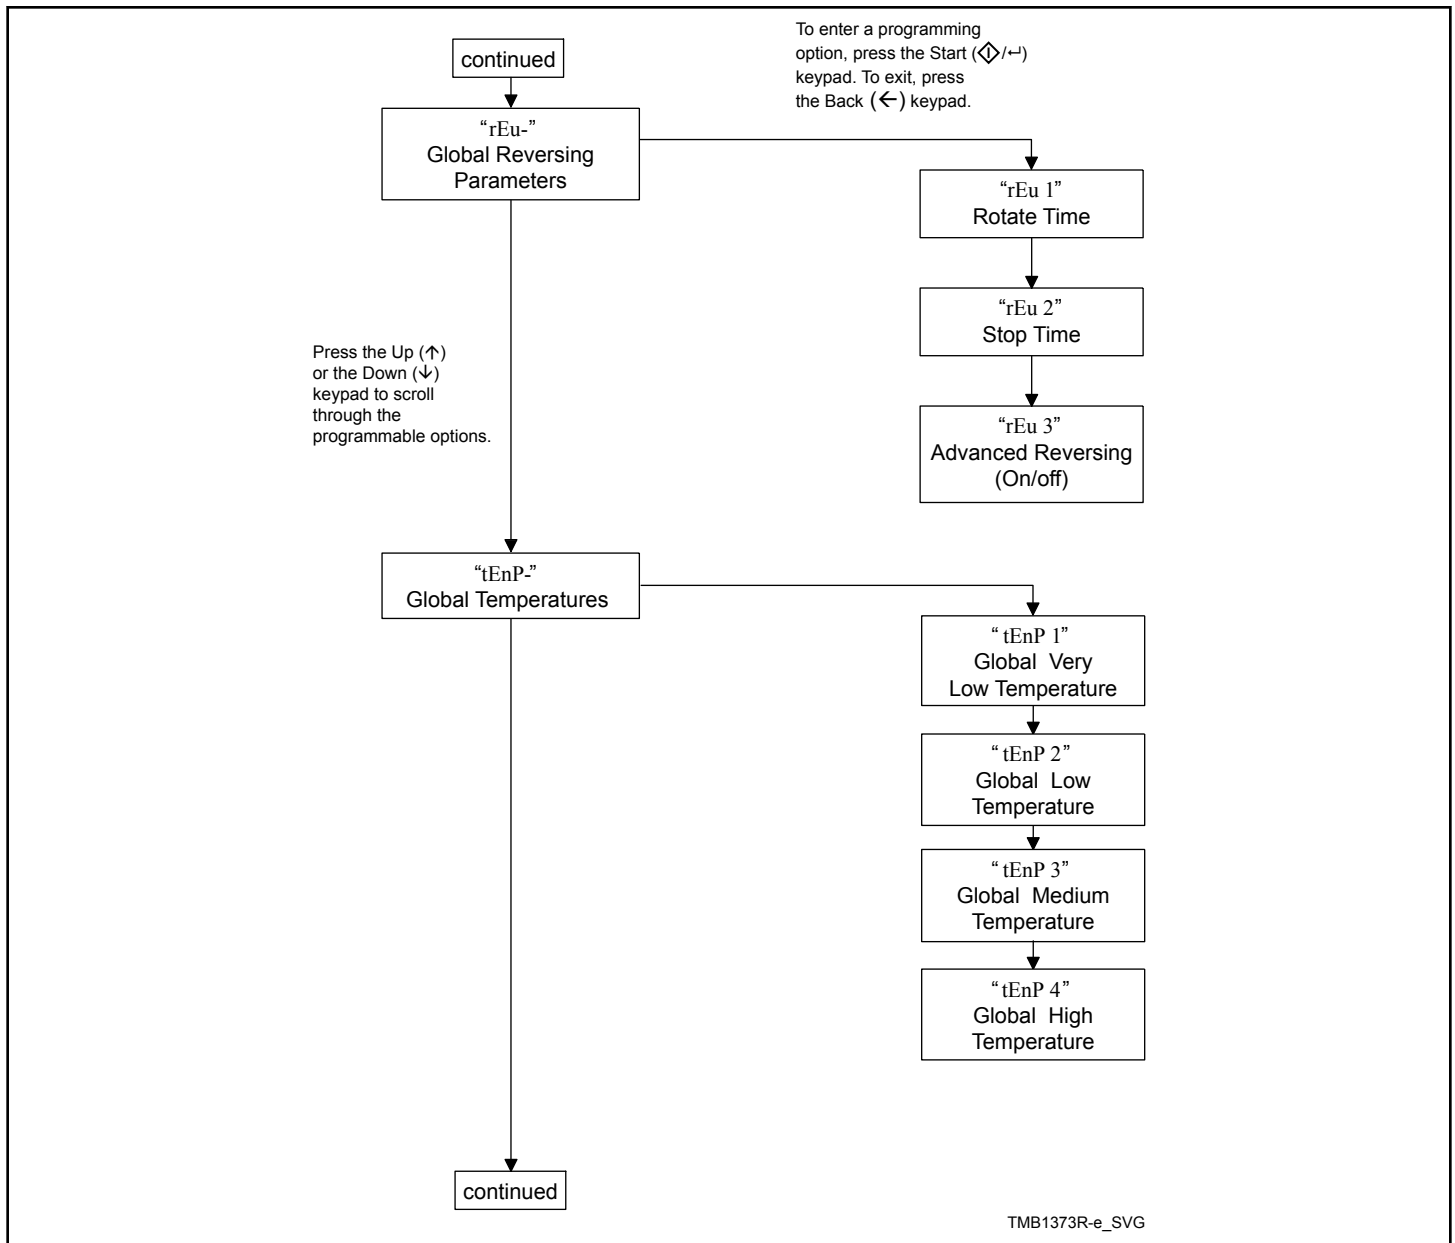 continued
To enter a programming
option, press the Start (/↵)
keypad. To exit, press
the Back (←) keypad.
“rEu-”
Global Reversing
Parameters
“rEu 1”
Rotate Time
“rEu 2”
Stop Time
“rEu 3”
Advanced Reversing
(On/off)
Press the Up (↑)
or the Down (↓)
keypad to scroll
through the
programmable options.
“tEnP-”
Global Temperatures
“ tEnP 1”
Global Very
Low Temperature
“ tEnP 2”
Global Low
Temperature
“ tEnP 3”
Global Medium
Temperature
“ tEnP 4”
Global High
Temperature
continued
TMB1373R-e_SVG